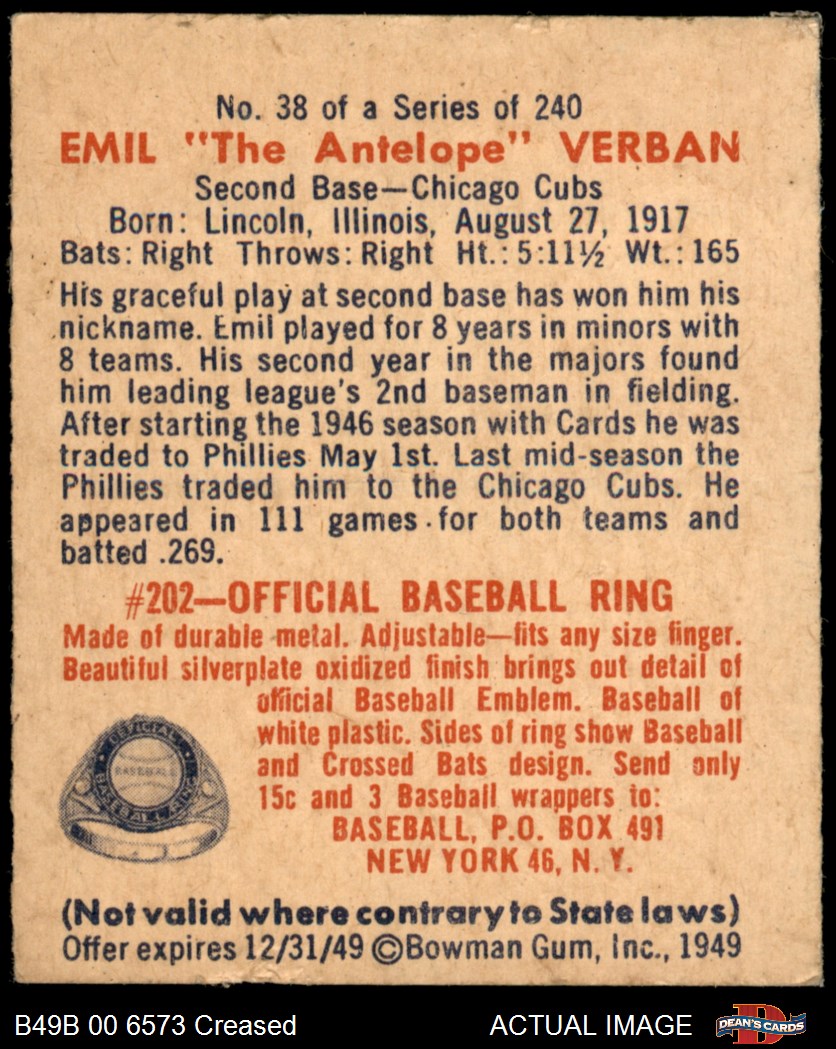 No. 38 of a Series of 240
EMIL "The Antelope" VERBAN
Second Base—Chicago Cubs
Born: Lincoln, Illinois, August 27, 1917
Bats: Right Throws: Right Ht.: 5:11½ Wt.: 165
His graceful play at second base has won him his
nickname. Emil played for 8 years in minors with
8 teams. His second year in the majors found
him leading league's 2nd baseman in fielding.
After starting the 1946 season with Cards he was
traded to Phillies May 1st. Last mid-season the
Phillies traded him to the Chicago Cubs. He
appeared in 111 games for both teams and
batted .269.
#202—OFFICIAL BASEBALL RING
Made of durable metal. Adjustable—fits any size finger.
Beautiful silverplate oxidized finish brings out detail of
official Baseball Emblem. Baseball of
white plastic. Sides of ring show Baseball
and Crossed Bats design. Send only
15c and 3 Baseball wrappers to:
BASEBALL, P.O. BOX 491
NEW YORK 46, N. Y.
OFFICIAL
BASEBALL
BASEBALL RING
(Not valid where contrary to State laws)
Offer expires 12/31/49 ©Bowman Gum, Inc., 1949
B49B 00 6573 Creased
ACTUAL IMAGE
D
DEAN'S CARDS